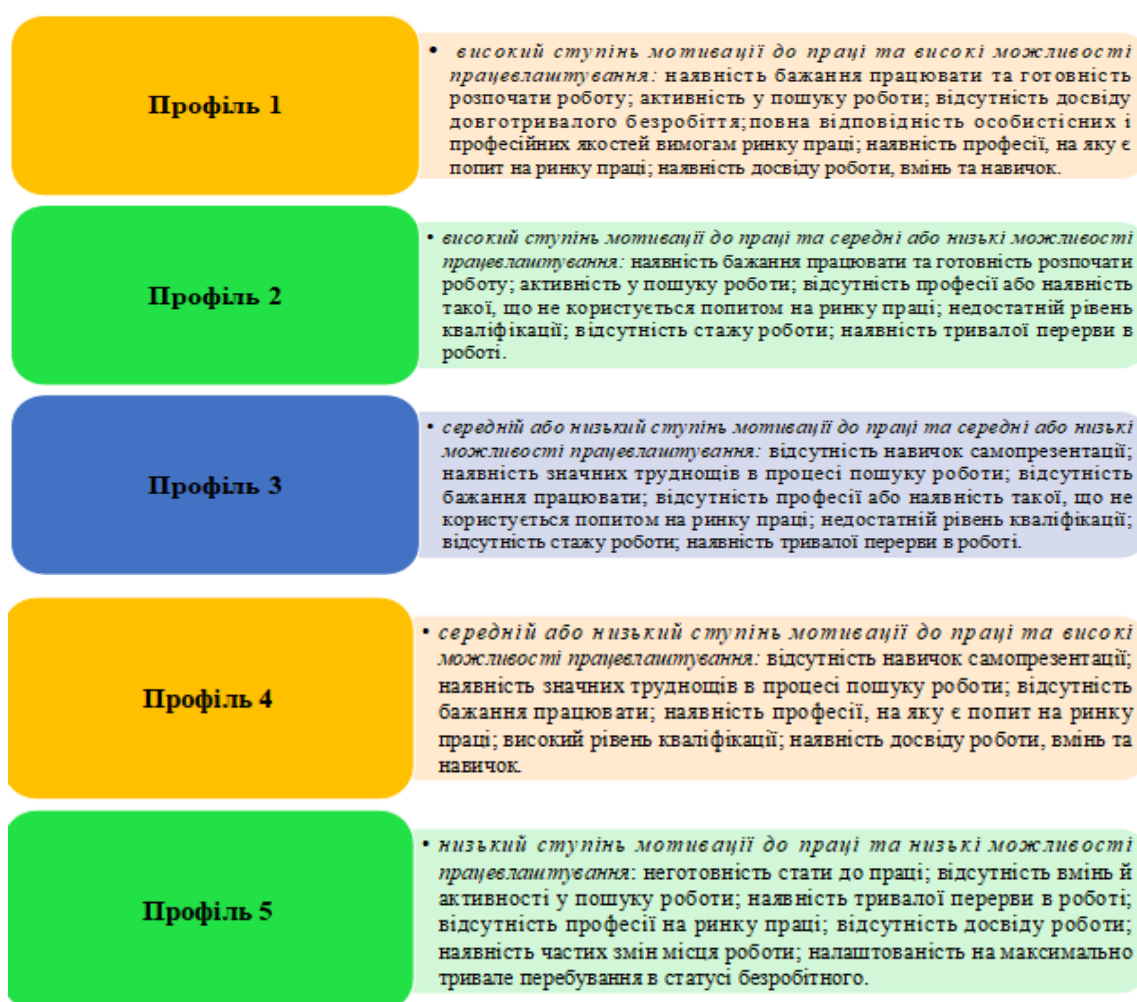 Профіль 1
• високий ступінь мотивації до праці та високі можливості
працевлаштування: наявність бажання працювати та готовність
розпочати роботу; активність у пошуку роботи; відсутність досвіду
довготривалого безробіття; повна відповідність особистісних і
професійних якостей вимогам ринку праці; наявність професії, на яку є
попит на ринку праці; наявність досвіду роботи, вмінь та навичок.
Профіль 2
• високий ступінь мотивації до праці та середні або низькі можливості
працевлаштування: наявність бажання працювати та готовність розпочати
роботу; активність у пошуку роботи; відсутність професії або наявність
такої, що не користується попитом на ринку праці; недостатній рівень
кваліфікації; відсутність стажу роботи; наявність тривалої перерви в
роботі.
Профіль 3
• середній або низький ступінь мотивації до праці та середні або низькі
можливості працевлаштування: відсутність навичок самопрезентації;
наявність значних труднощів в процесі пошуку роботи; відсутність
бажання працювати; відсутність професії або наявність такої, що не
користується попитом на ринку праці; недостатній рівень кваліфікації;
відсутність стажу роботи; наявність тривалої перерви в роботі.
Профіль 4
• середній або низький ступінь мотивації до праці та високі
можливості працевлаштування: відсутність навичок самопрезентації;
наявність значних труднощів в процесі пошуку роботи; відсутність
бажання працювати; наявність професії, на яку є попит на ринку
праці; високий рівень кваліфікації; наявність досвіду роботи, вмінь та
навичок.
Профіль 5
• низький ступінь мотивації до праці та низькі можливості
працевлаштування: неготовність стати до праці; відсутність вмінь й
активності у пошуку роботи; наявність тривалої перерви в роботі;
відсутність професії на ринку праці; відсутність досвіду роботи;
наявність частих змін місця роботи; налаштованість на максимально
тривале перебування в статусі безробітного.